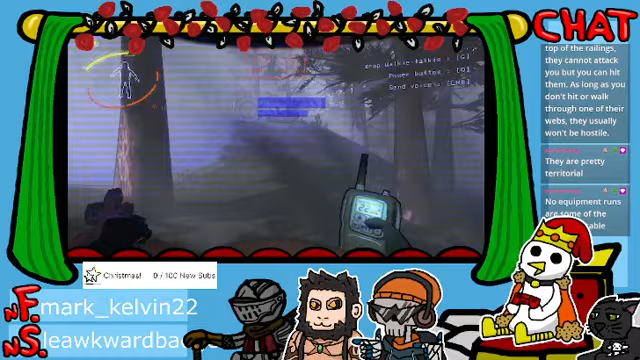 CHAT
Swap Walkie-talkie : [G]
Power button : [Q]
Send voice : [CMB]
top of the railings,
they cannot attack
you but you can hit
them. As long as you
don't hit or walk
through one of their
webs, they usually
won't be hostile.
They are pretty
territorial
No equipment runs
are some of the
Christmas! 0 / 100 New Subs
NF. mark_kelvin22
NS. leawkwardbac